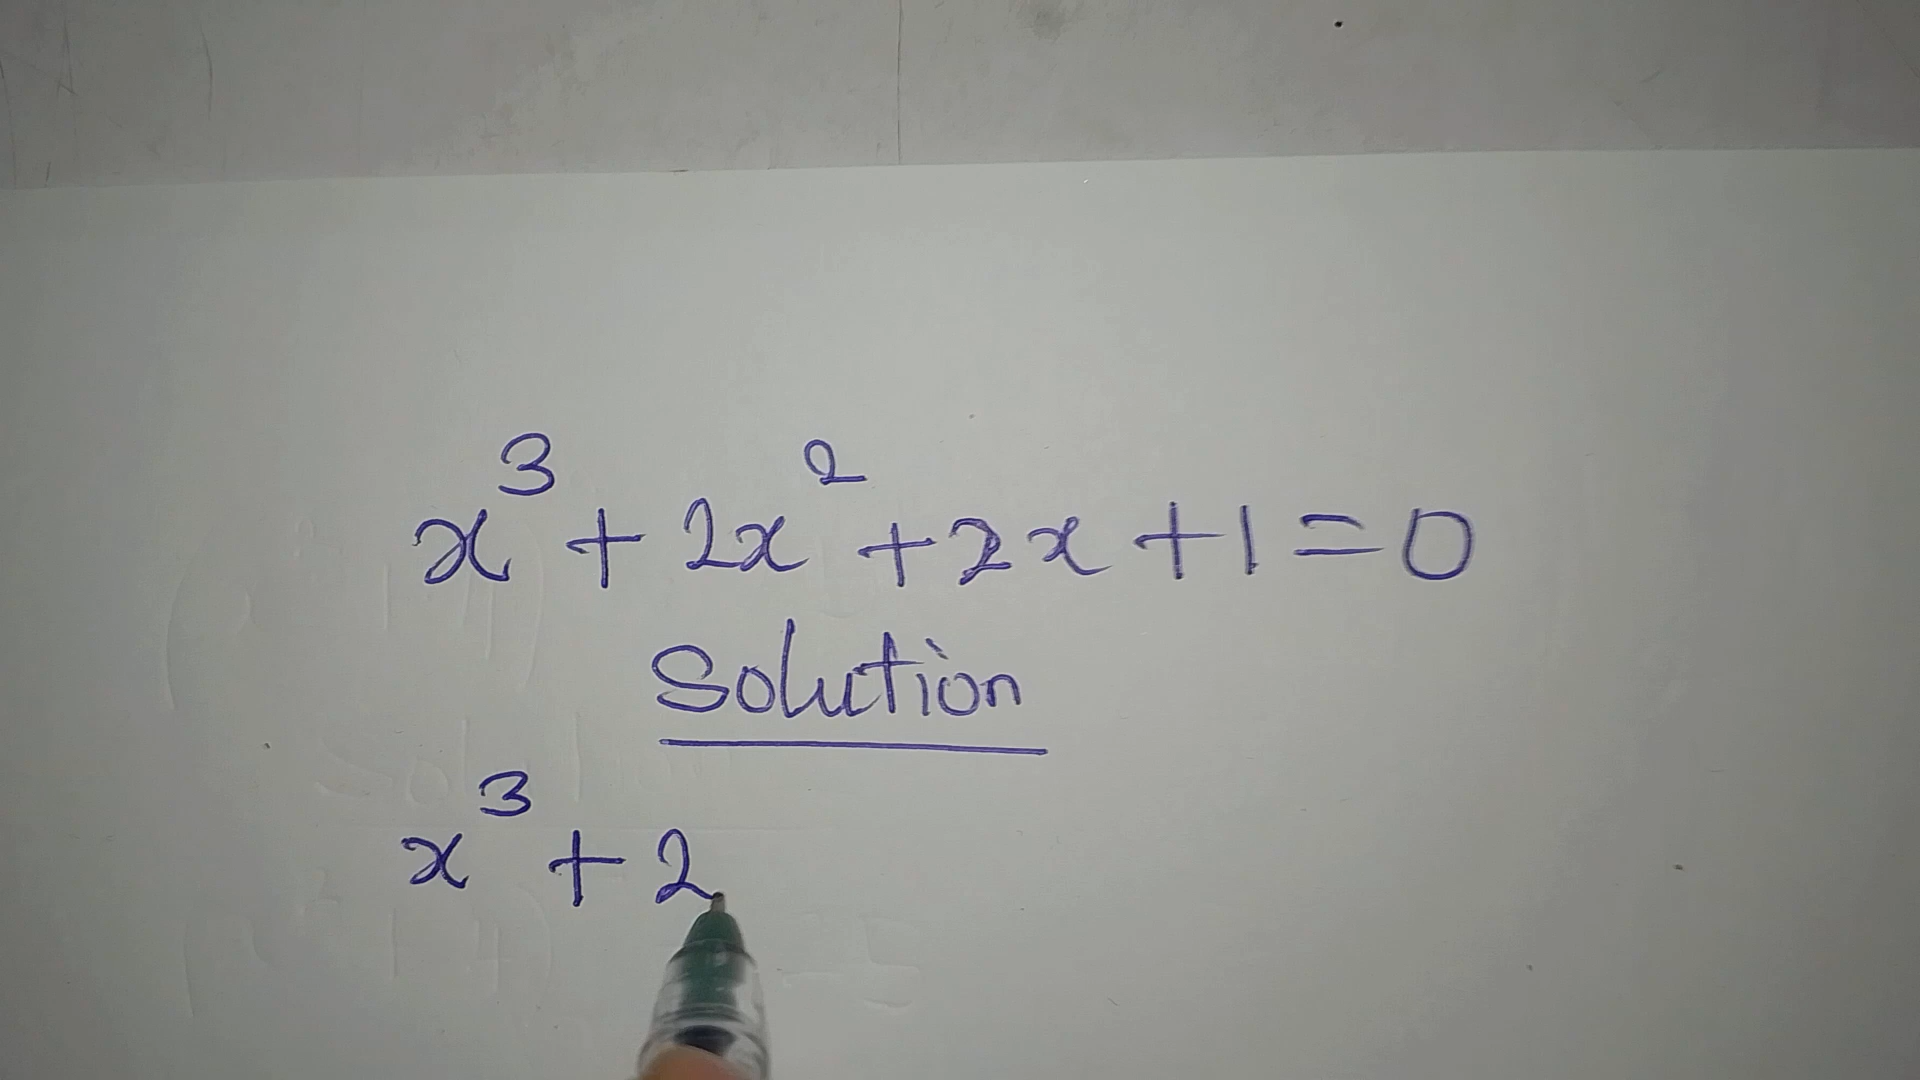 x³ + 2x² + 2x + 1 = 0
Solution
x³ + 2